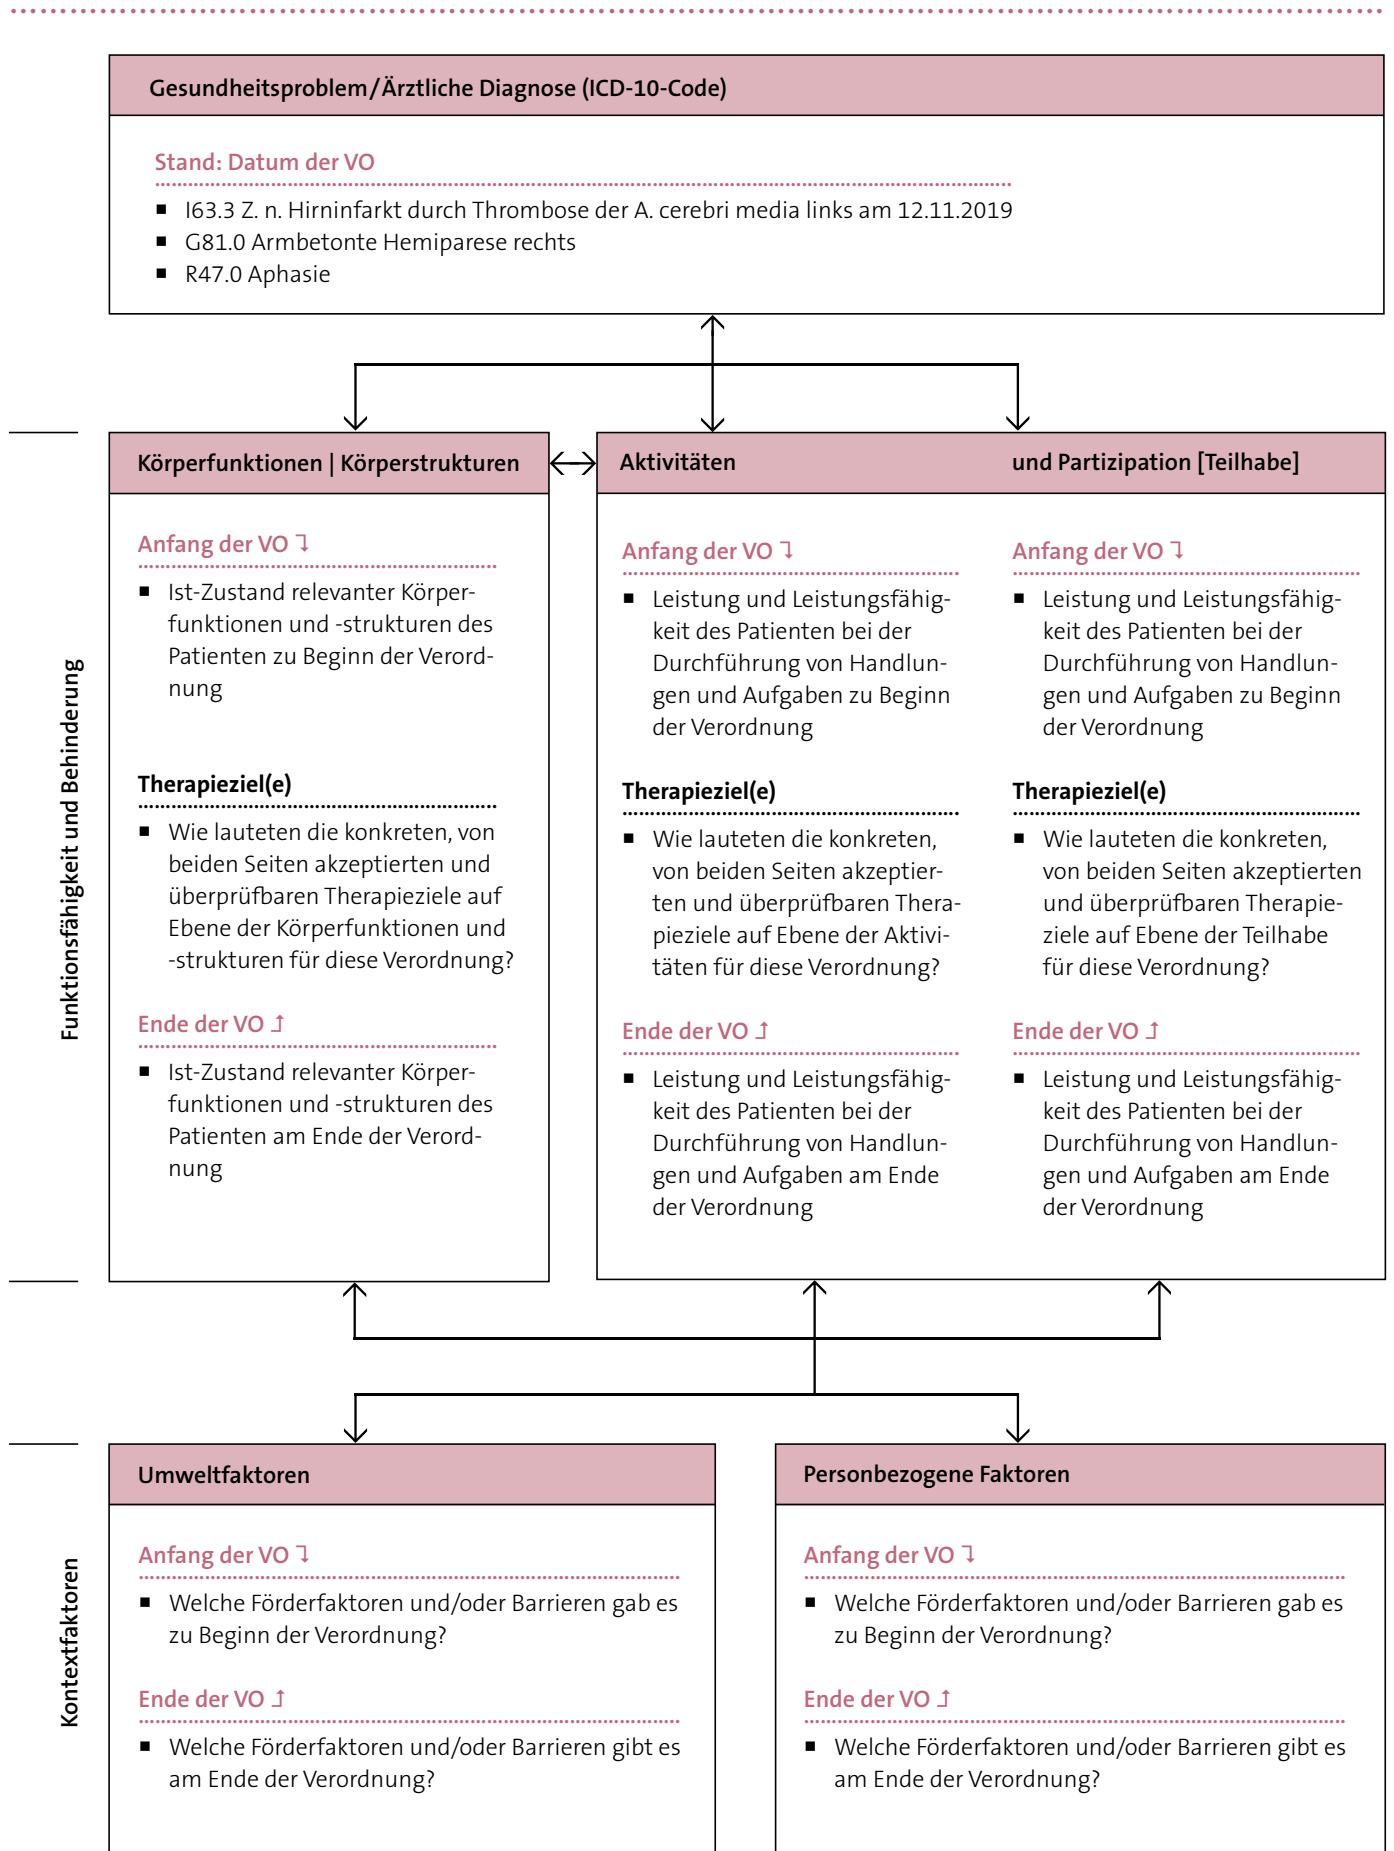 Gesundheitsproblem/Ärztliche Diagnose (ICD-10-Code)
Stand: Datum der VO
■ I63.3 Z. n. Hirninfarkt durch Thrombose der A. cerebri media links am 12.11.2019
■ G81.0 Armbetonte Hemiparese rechts
■ R47.0 Aphasie
Funktionsfähigkeit und Behinderung
Körperfunktionen | Körperstrukturen
Anfang der VO ↴
■ Ist-Zustand relevanter Körper-
funktionen und -strukturen des
Patienten zu Beginn der Verord-
nung
Therapieziel(e)
■ Wie lauteten die konkreten, von
beiden Seiten akzeptierten und
überprüfbaren Therapieziele auf
Ebene der Körperfunktionen und
-strukturen für diese Verordnung?
Ende der VO ⮥
■ Ist-Zustand relevanter Körper-
funktionen und -strukturen des
Patienten am Ende der Verord-
nung
Aktivitäten
Anfang der VO ↴
■ Leistung und Leistungsfähig-
keit des Patienten bei der
Durchführung von Handlun-
gen und Aufgaben zu Beginn
der Verordnung
Therapieziel(e)
■ Wie lauteten die konkreten,
von beiden Seiten akzeptier-
ten und überprüfbaren Thera-
pieziele auf Ebene der Aktivi-
täten für diese Verordnung?
Ende der VO ⮥
■ Leistung und Leistungsfähig-
keit des Patienten bei der
Durchführung von Handlun-
gen und Aufgaben am Ende
der Verordnung
und Partizipation [Teilhabe]
Anfang der VO ↴
■ Leistung und Leistungsfähig-
keit des Patienten bei der
Durchführung von Handlun-
gen und Aufgaben zu Beginn
der Verordnung
Therapieziel(e)
■ Wie lauteten die konkreten,
von beiden Seiten akzeptierten
und überprüfbaren Therapie-
ziele auf Ebene der Teilhabe
für diese Verordnung?
Ende der VO ⮥
■ Leistung und Leistungsfähig-
keit des Patienten bei der
Durchführung von Handlun-
gen und Aufgaben am Ende
der Verordnung
Kontextfaktoren
Umweltfaktoren
Anfang der VO ↴
■ Welche Förderfaktoren und/oder Barrieren gab es
zu Beginn der Verordnung?
Ende der VO ⮥
■ Welche Förderfaktoren und/oder Barrieren gibt es
am Ende der Verordnung?
Personbezogene Faktoren
Anfang der VO ↴
■ Welche Förderfaktoren und/oder Barrieren gab es
zu Beginn der Verordnung?
Ende der VO ⮥
■ Welche Förderfaktoren und/oder Barrieren gibt es
am Ende der Verordnung?